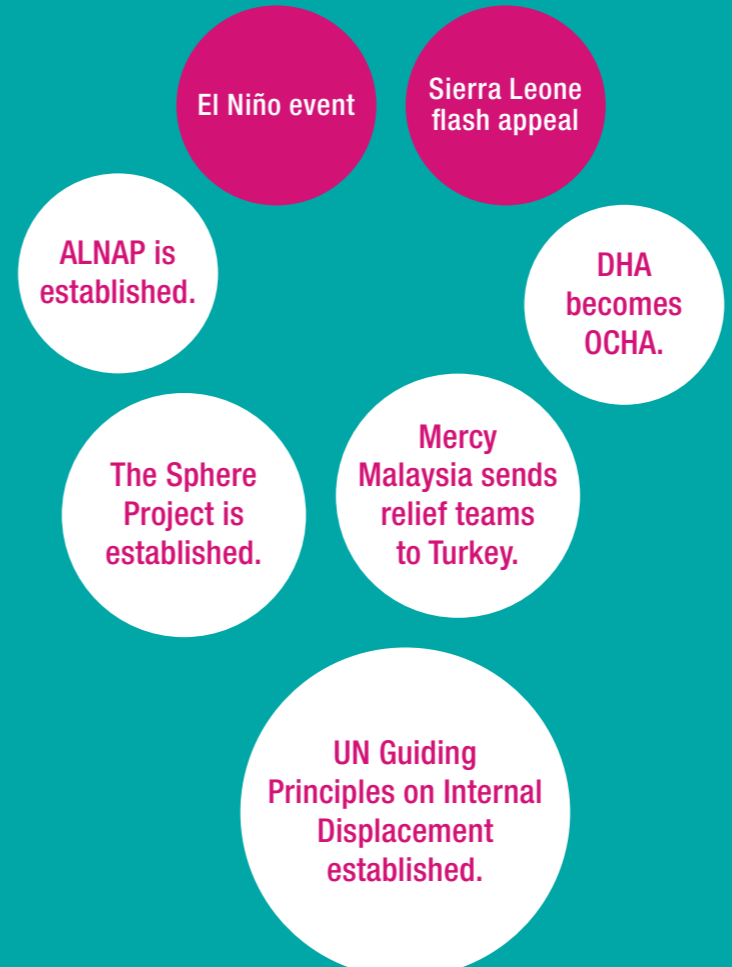 El Niño event
Sierra Leone
flash appeal
ALNAP is
established.
DHA
becomes
OCHA.
The Sphere
Project is
established.
Mercy
Malaysia sends
relief teams
to Turkey.
UN Guiding
Principles on Internal
Displacement
established.